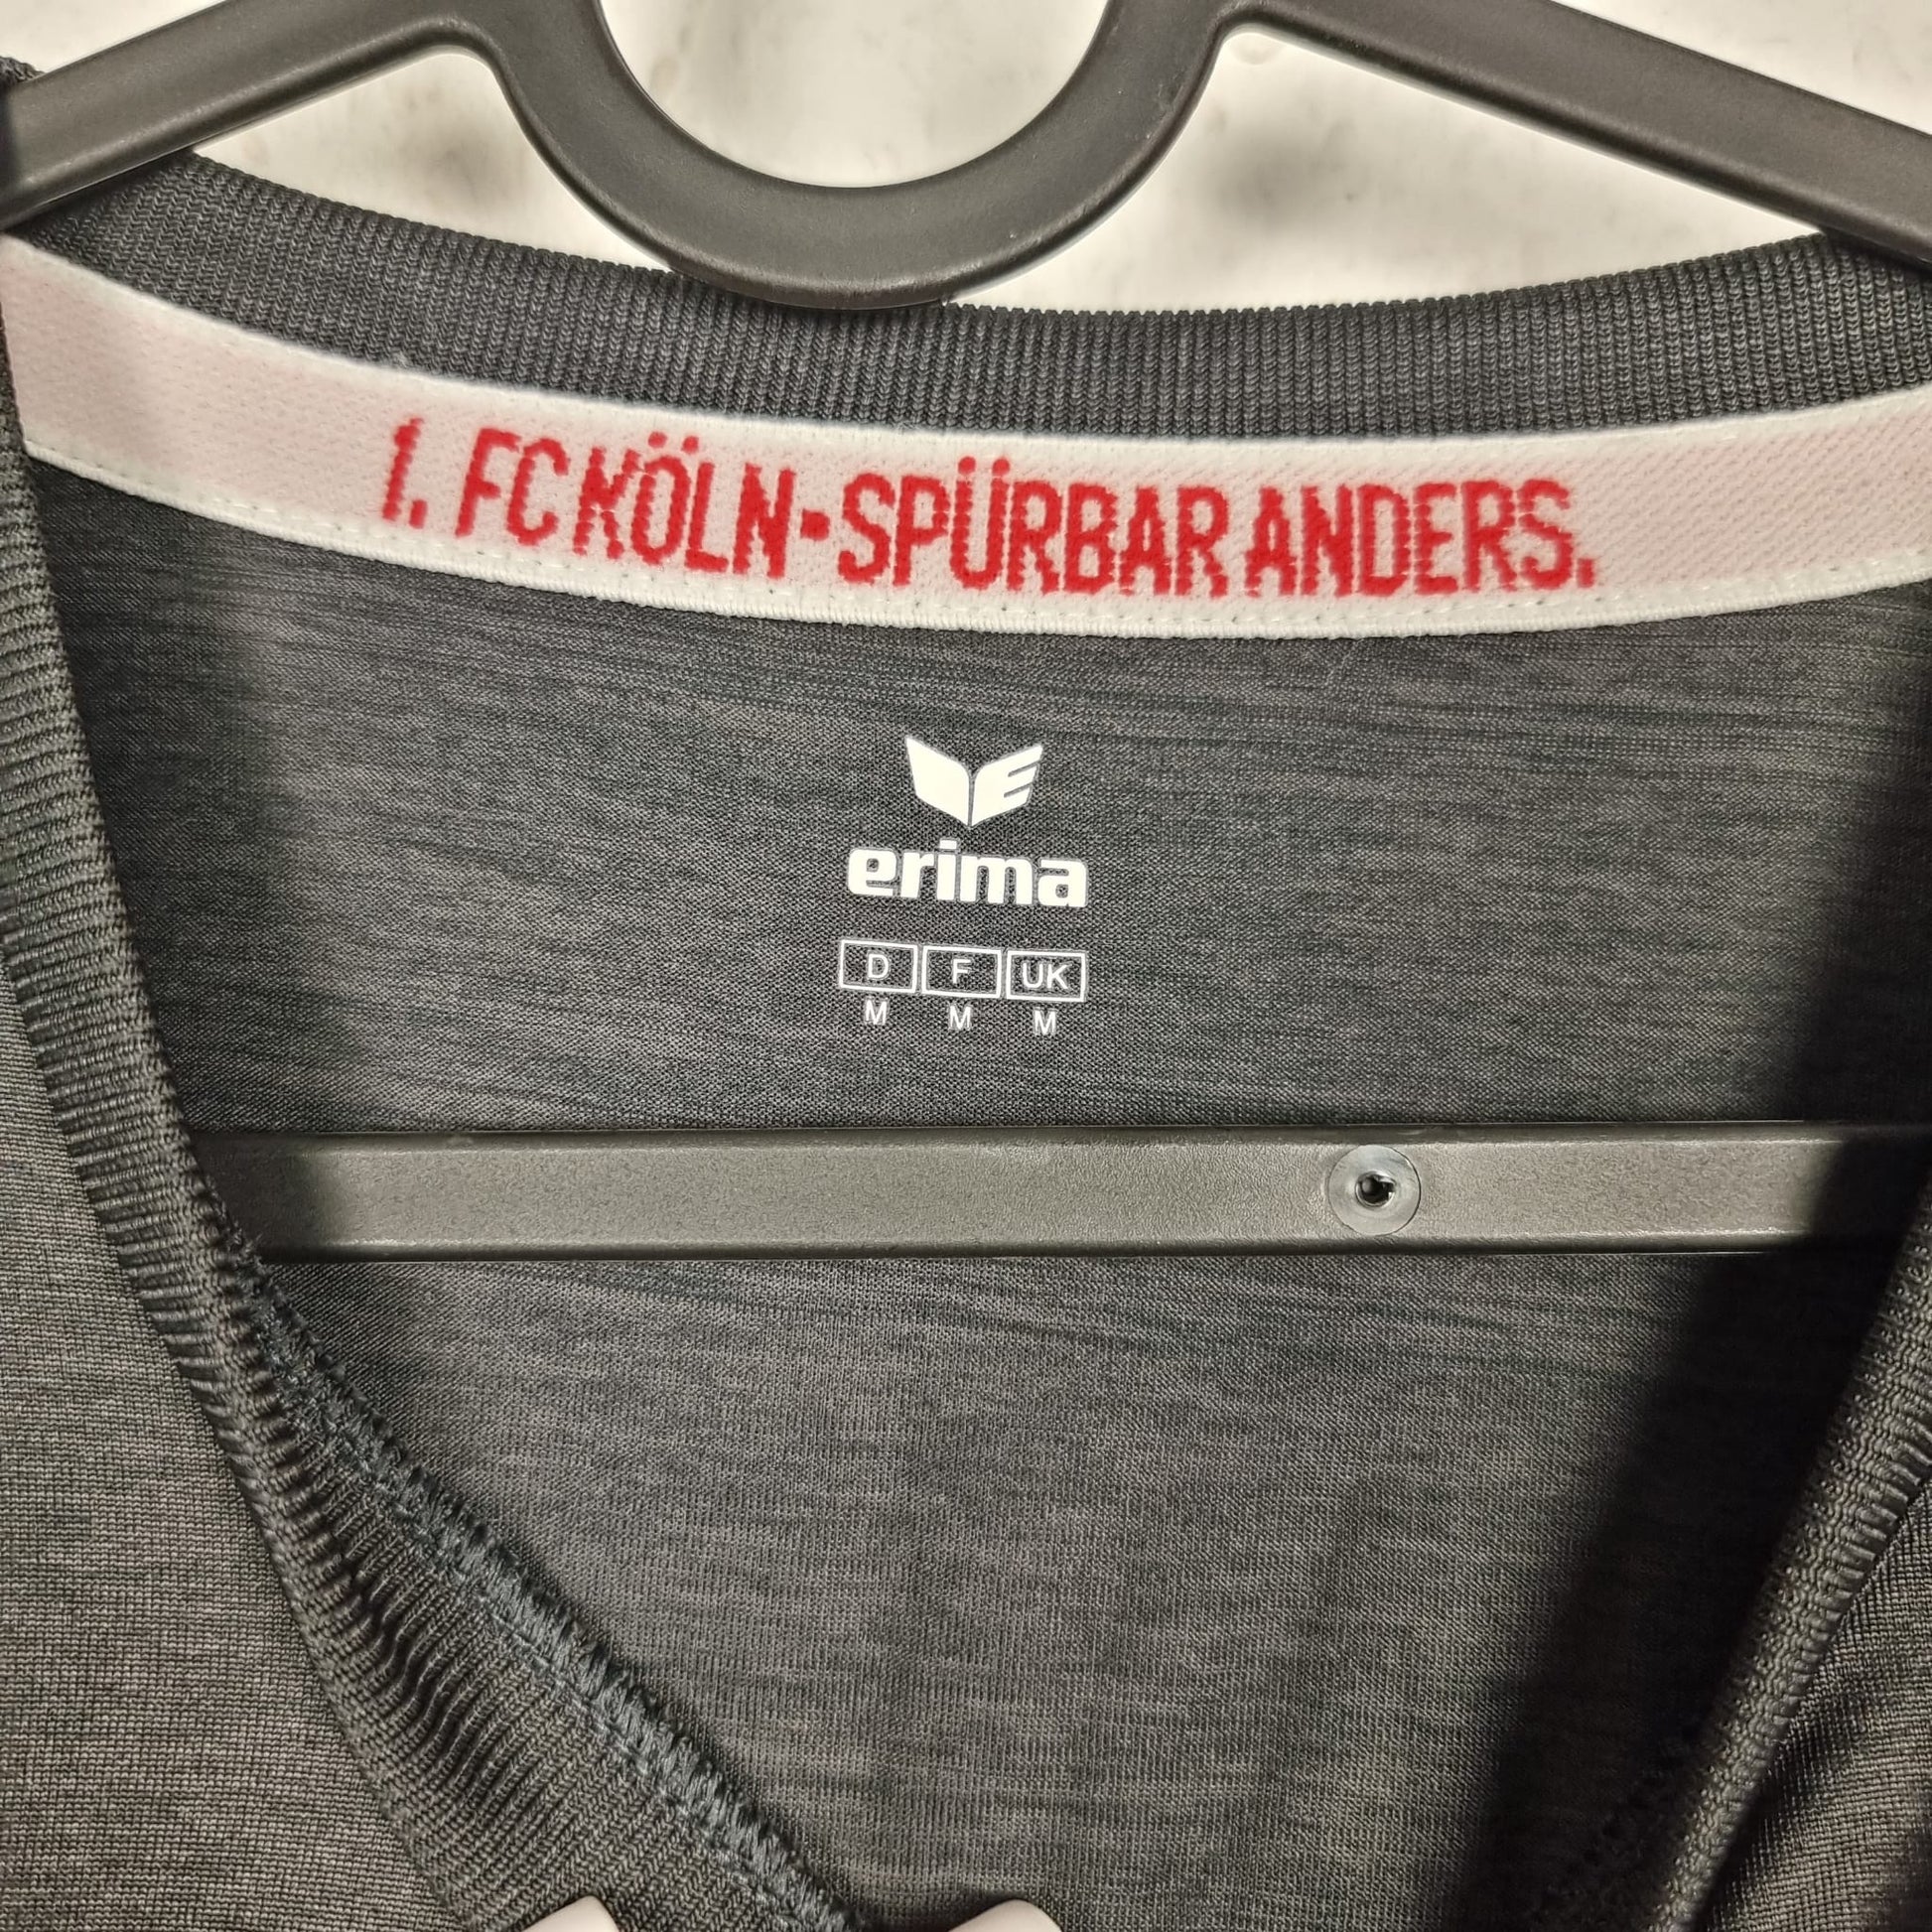 1. FC KÖLN · SPÜRBAR ANDERS.
erima
D F UK
M M M